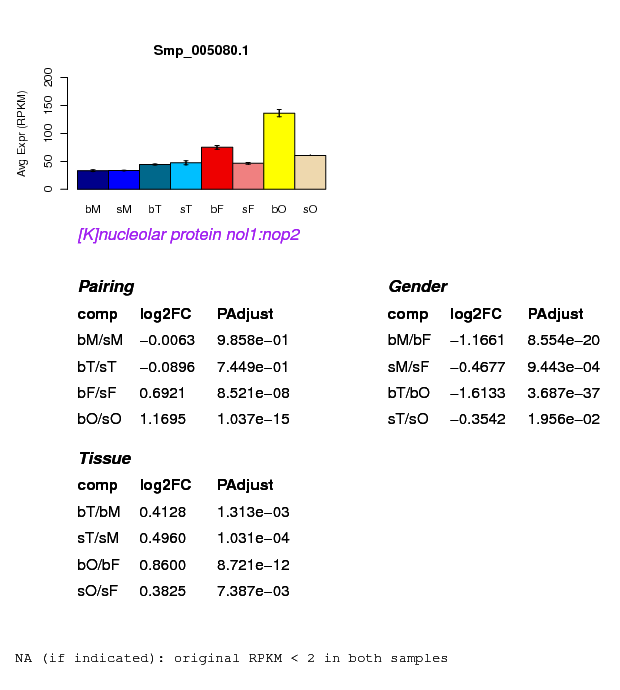 Smp_005080.1
Avg Expr (RPKM)
200
150
100
50
0
bM sM bT sT bF sF bO sO
[K]nucleolar protein nol1:nop2
Pairing
comp log2FC PAdjust
bM/sM −0.0063 9.858e−01
bT/sT −0.0896 7.449e−01
bF/sF 0.6921 8.521e−08
bO/sO 1.1695 1.037e−15
Gender
comp log2FC PAdjust
bM/bF −1.1661 8.554e−20
sM/sF −0.4677 9.443e−04
bT/bO −1.6133 3.687e−37
sT/sO −0.3542 1.956e−02
Tissue
comp log2FC PAdjust
bT/bM 0.4128 1.313e−03
sT/sM 0.4960 1.031e−04
bO/bF 0.8600 8.721e−12
sO/sF 0.3825 7.387e−03
NA (if indicated): original RPKM < 2 in both samples